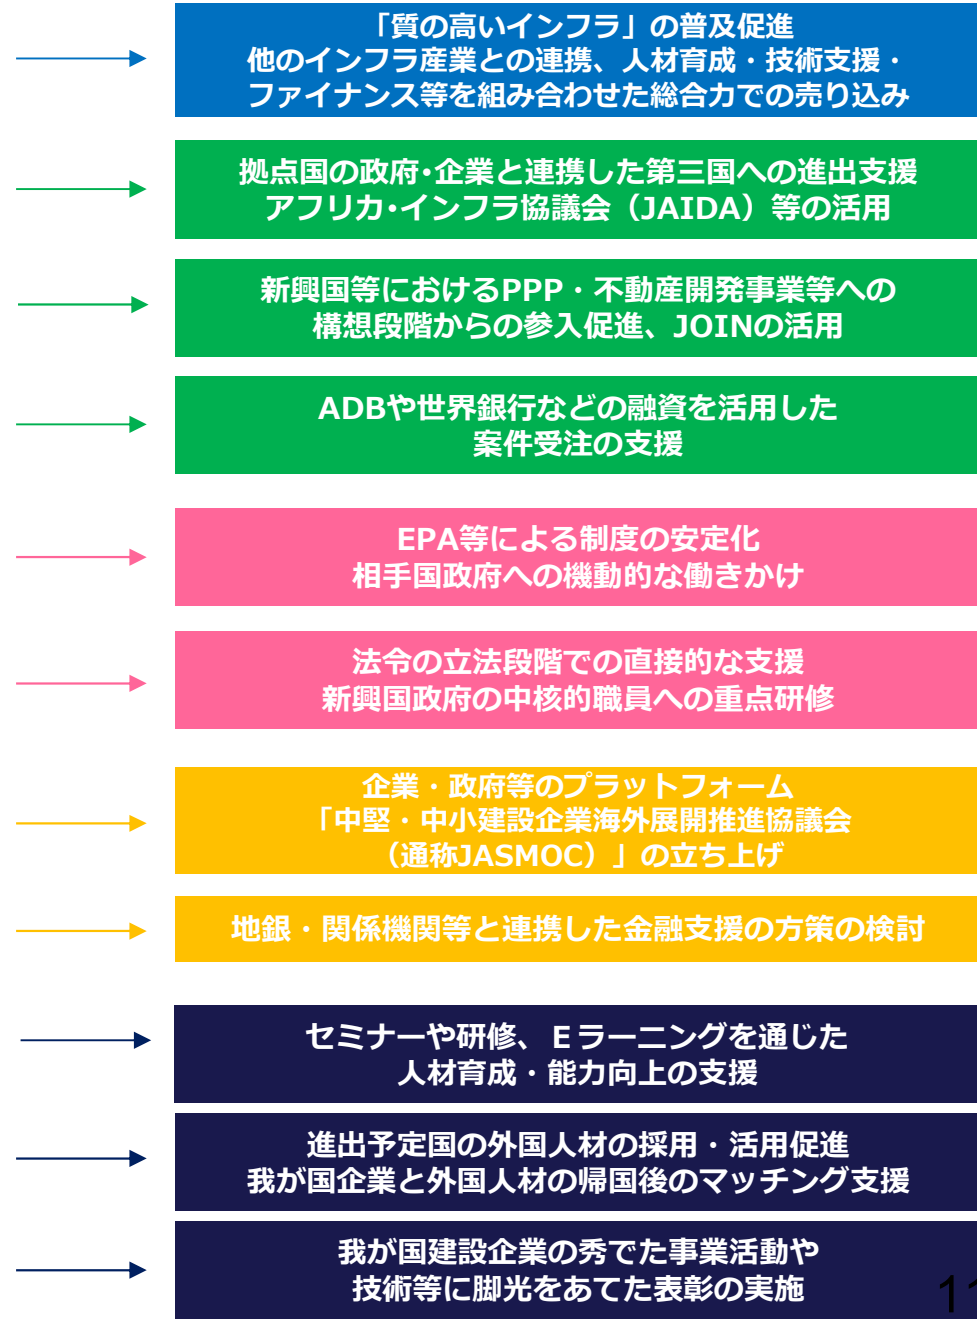 「質の高いインフラ」の普及促進
他のインフラ産業との連携、人材育成・技術支援・
ファイナンス等を組み合わせた総合力での売り込み
拠点国の政府・企業と連携した第三国への進出支援
アフリカ・インフラ協議会（JAIDA）等の活用
新興国等におけるPPP・不動産開発事業等への
構想段階からの参入促進、JOINの活用
ADBや世界銀行などの融資を活用した
案件受注の支援
EPA等による制度の安定化
相手国政府への機動的な働きかけ
法令の立法段階での直接的な支援
新興国政府の中核的職員への重点研修
企業・政府等のプラットフォーム
「中堅・中小建設企業海外展開推進協議会
（通称JASMOC）」の立ち上げ
地銀・関係機関等と連携した金融支援の方策の検討
セミナーや研修、Ｅラーニングを通じた
人材育成・能力向上の支援
進出予定国の外国人材の採用・活用促進
我が国企業と外国人材の帰国後のマッチング支援
我が国建設企業の秀でた事業活動や
技術等に脚光をあてた表彰の実施
11